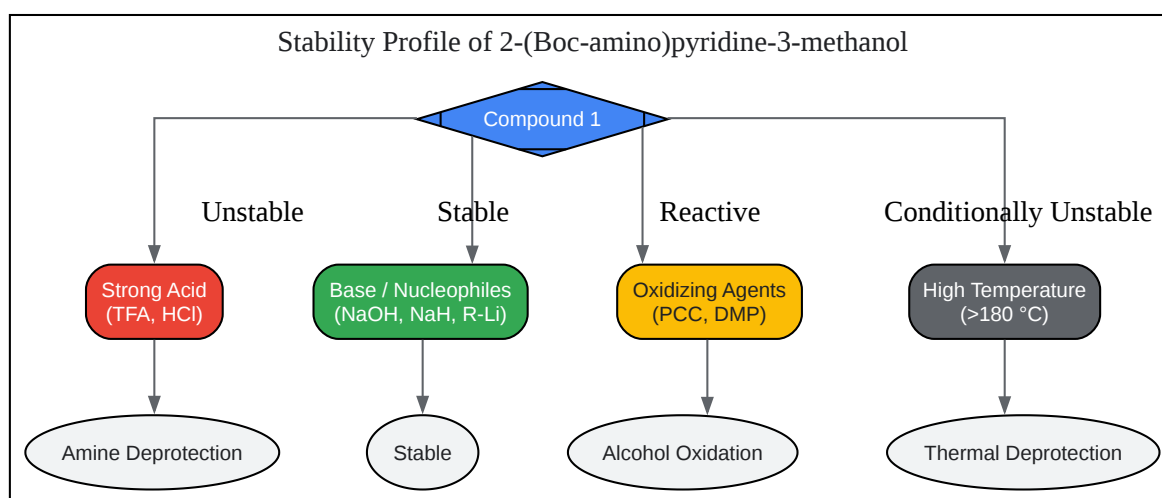 Stability Profile of 2-(Boc-amino)pyridine-3-methanol
Compound 1
Unstable
Stable
Reactive
Conditionally Unstable
Strong Acid
(TFA, HCl)
Base / Nucleophiles
(NaOH, NaH, R-Li)
Oxidizing Agents
(PCC, DMP)
High Temperature
(>180 °C)
Amine Deprotection
Stable
Alcohol Oxidation
Thermal Deprotection